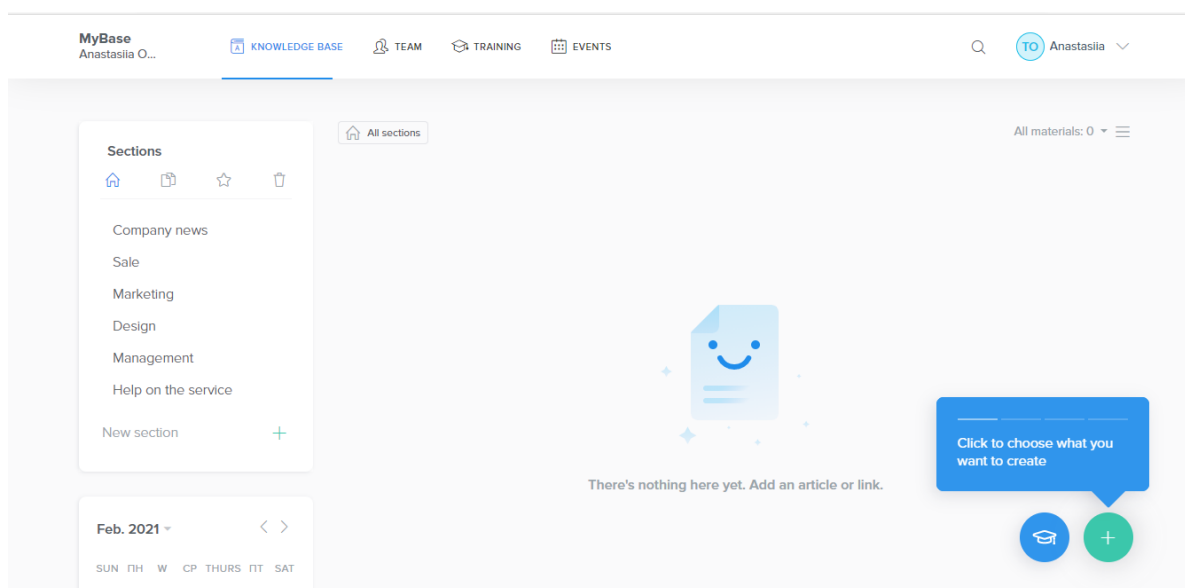 MyBase
Anastasiia O...
KNOWLEDGE BASE
TEAM
TRAINING
EVENTS
TO
Anastasiia
Sections
All sections
All materials: 0
Company news
Sale
Marketing
Design
Management
Help on the service
New section
There's nothing here yet. Add an article or link.
Click to choose what you
want to create
Feb. 2021
SUN ПН W СР THURS ПТ SAT